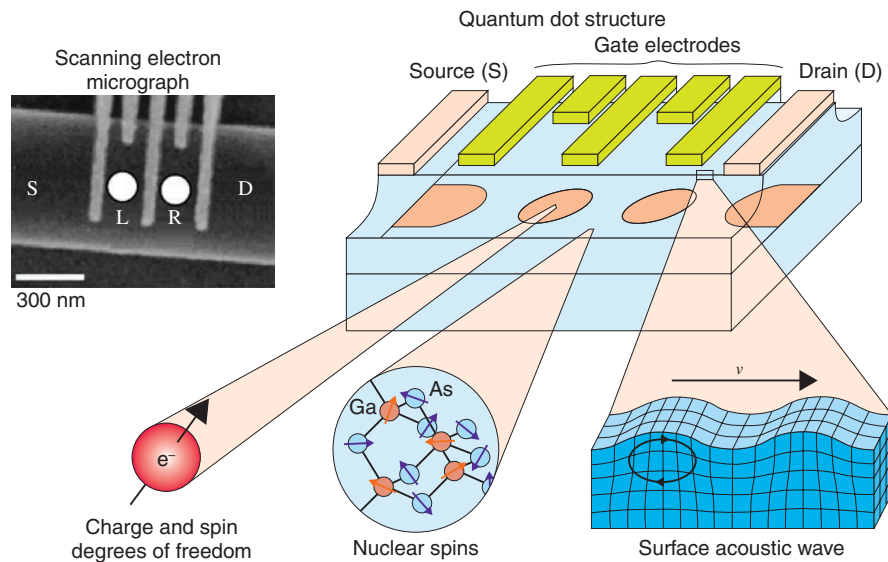 Quantum dot structure
Gate electrodes
Scanning electron
micrograph
Source (S)
Drain (D)
S
D
L
R
300 nm
v
As
Ga
e⁻
Charge and spin
degrees of freedom
Nuclear spins
Surface acoustic wave